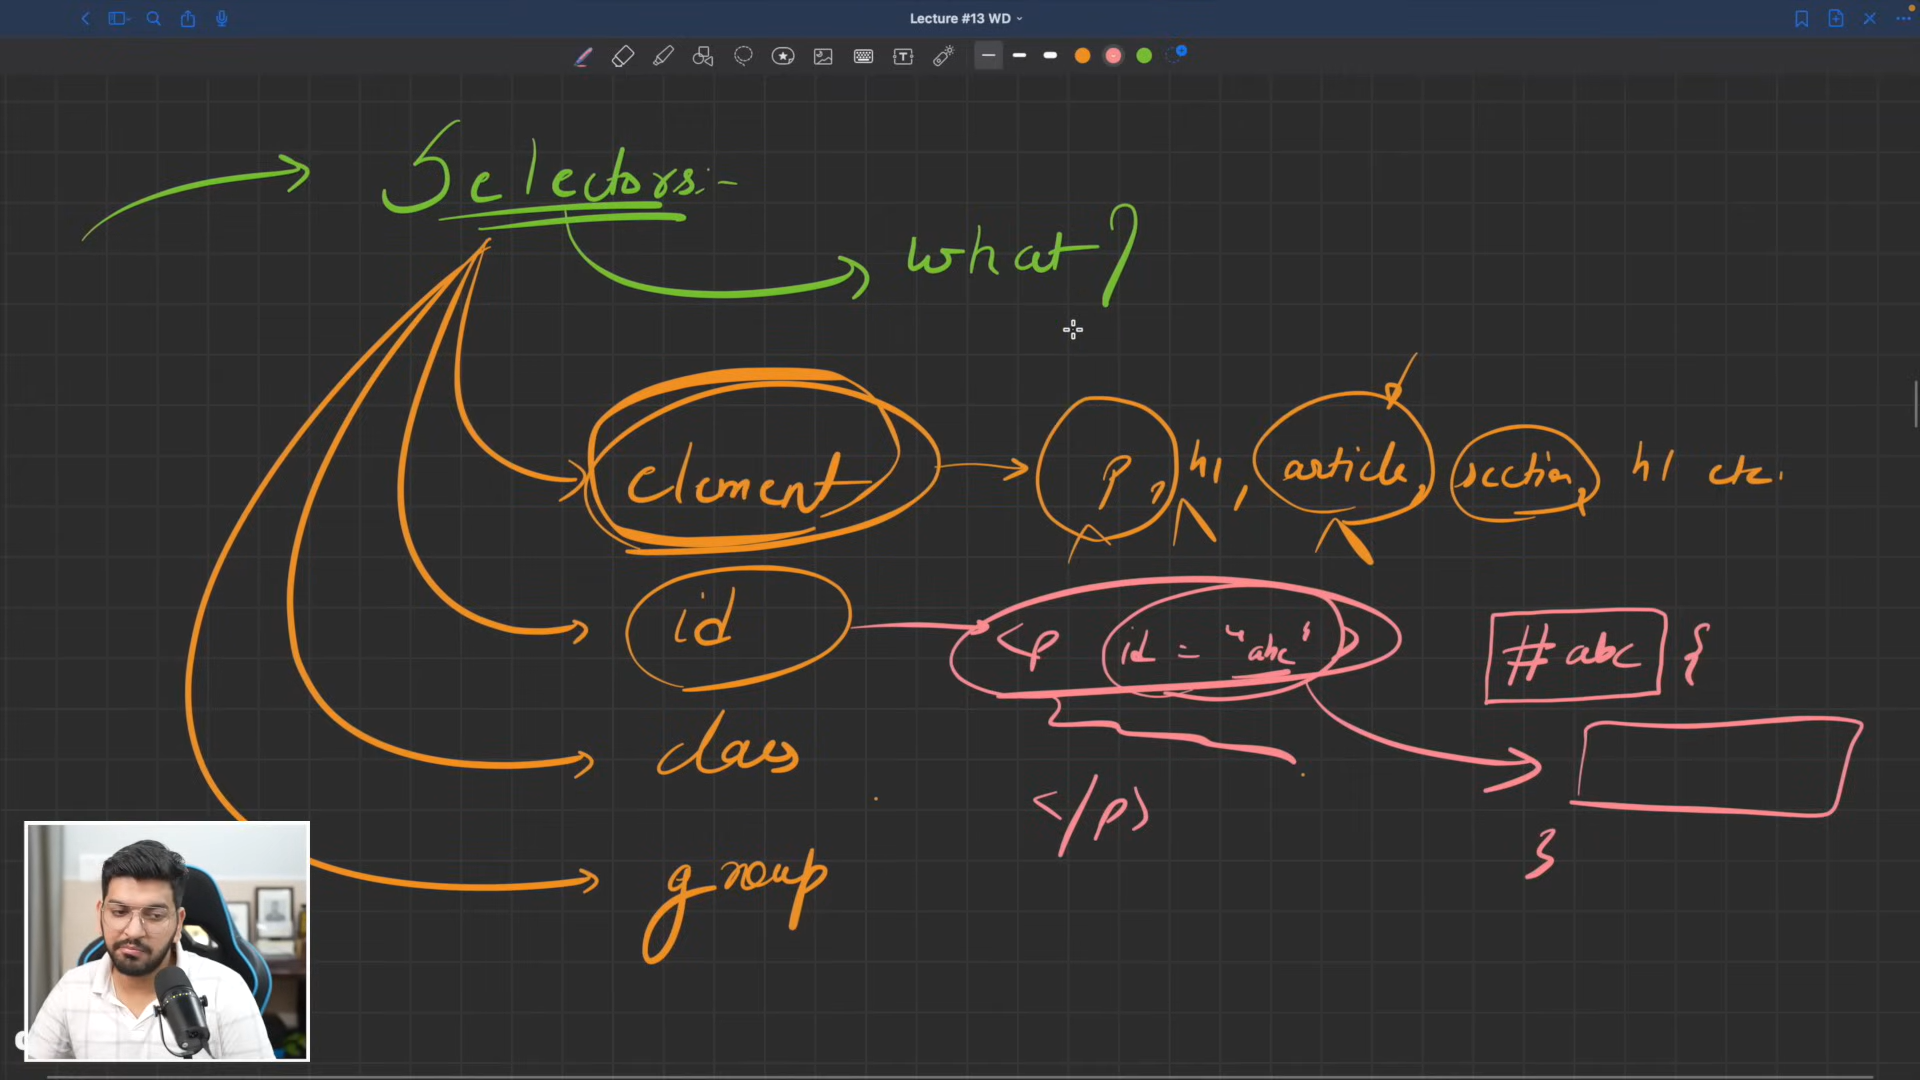 Lecture #13 WD
Selectors:-
what?
element
p, h1, article, section, h1 etc.
id
<p id = "abc">
#abc {
class
</p>
}
group